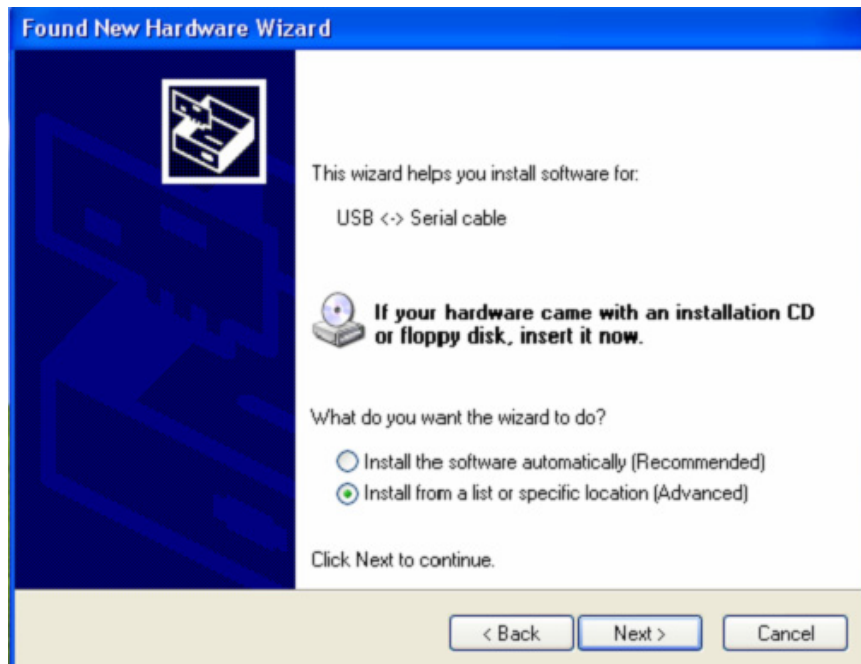 Found New Hardware Wizard
This wizard helps you install software for:
USB <-> Serial cable
If your hardware came with an installation CD
or floppy disk, insert it now.
What do you want the wizard to do?
Install the software automatically (Recommended)
Install from a list or specific location (Advanced)
Click Next to continue.
< Back Next > Cancel